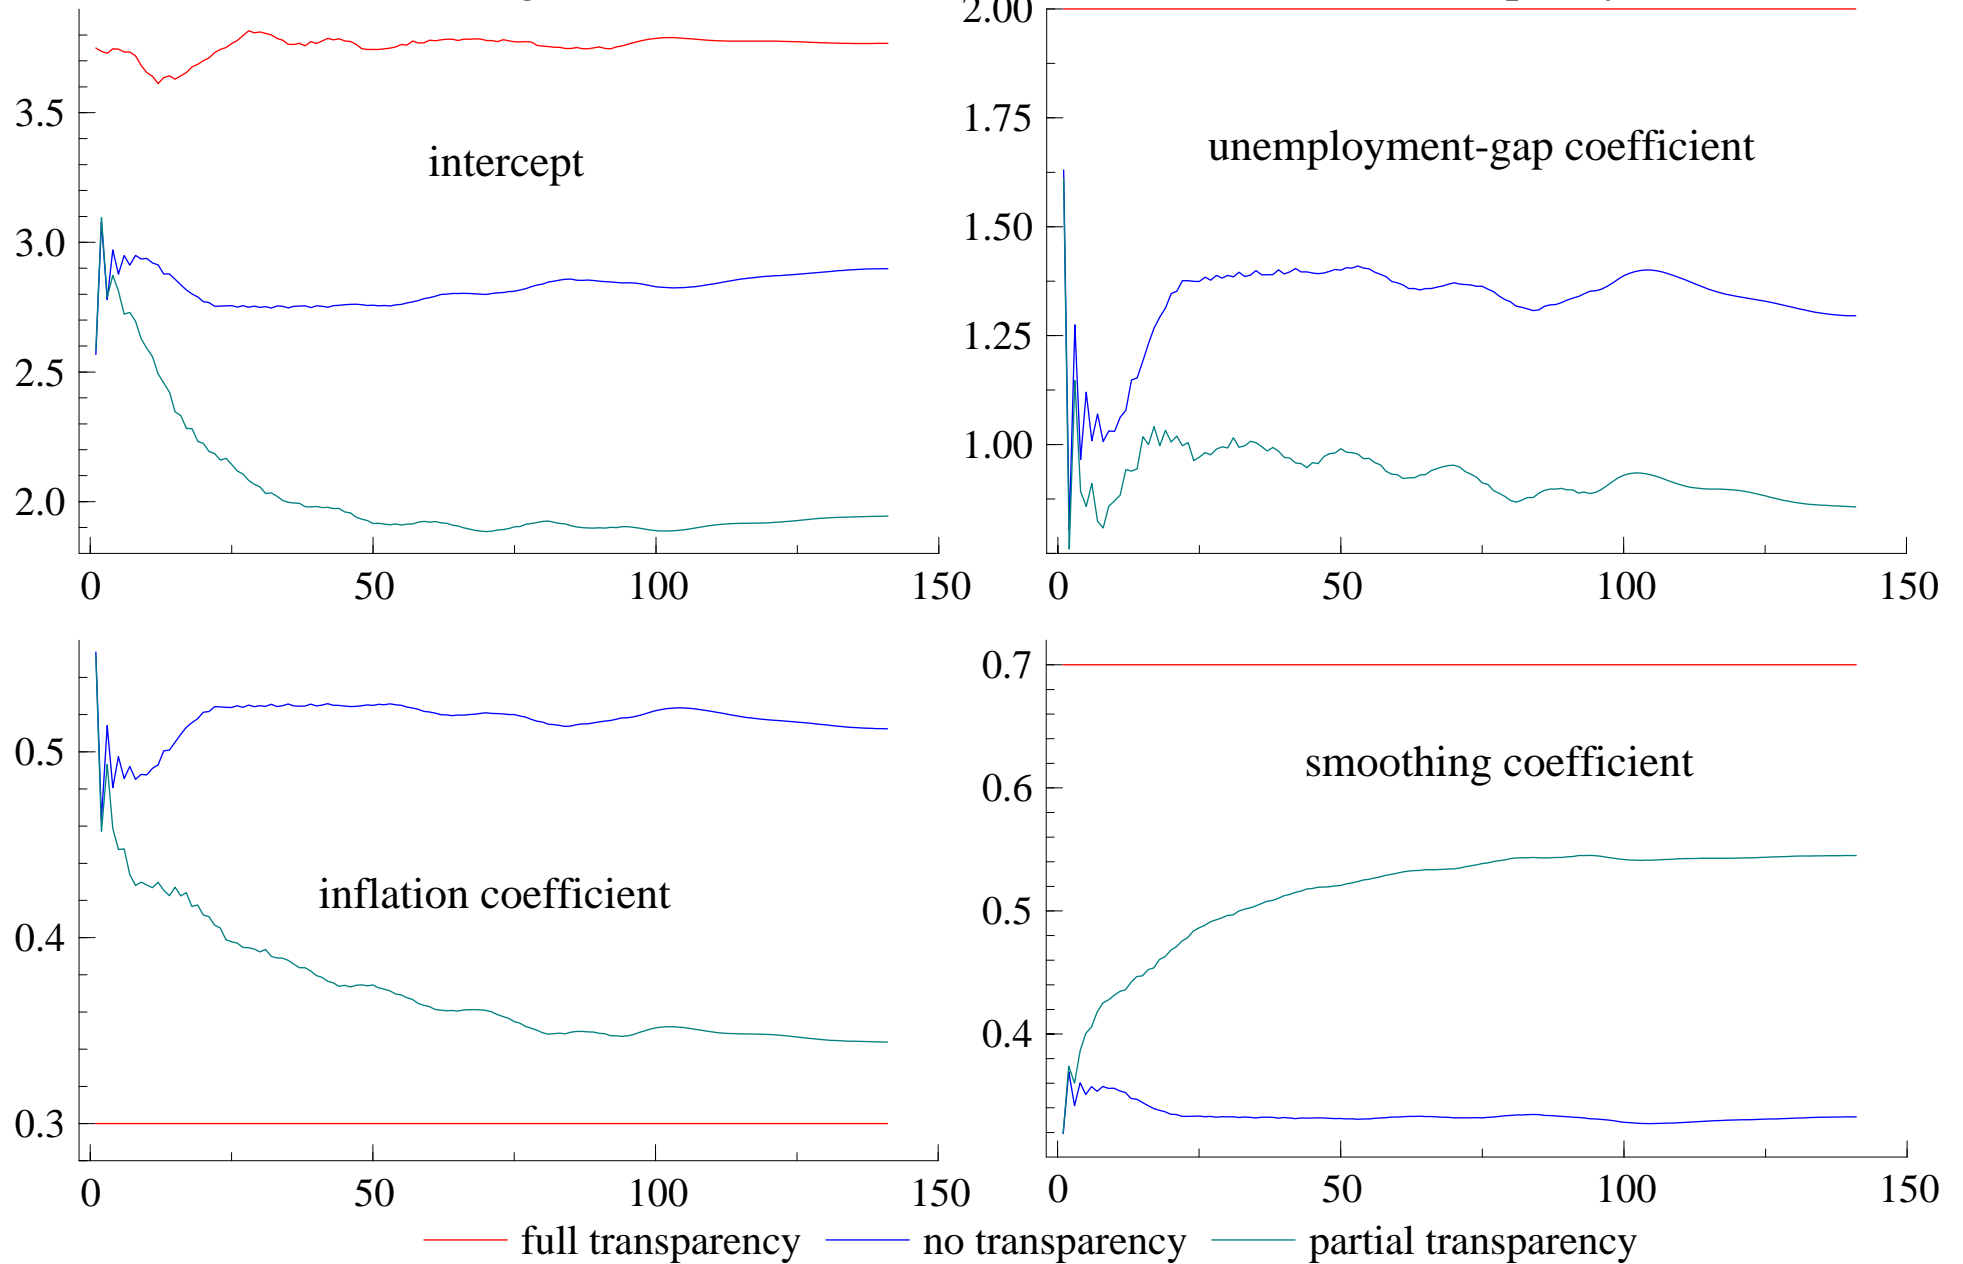 2.00
3.5
3.0
2.5
2.0
intercept
0 50 100 150
1.75
1.50
1.25
1.00
unemployment-gap coefficient
0 50 100 150
0.5
0.4
0.3
inflation coefficient
0 50 100 150
0.7
0.6
0.5
0.4
smoothing coefficient
0 50 100 150
full transparency no transparency partial transparency